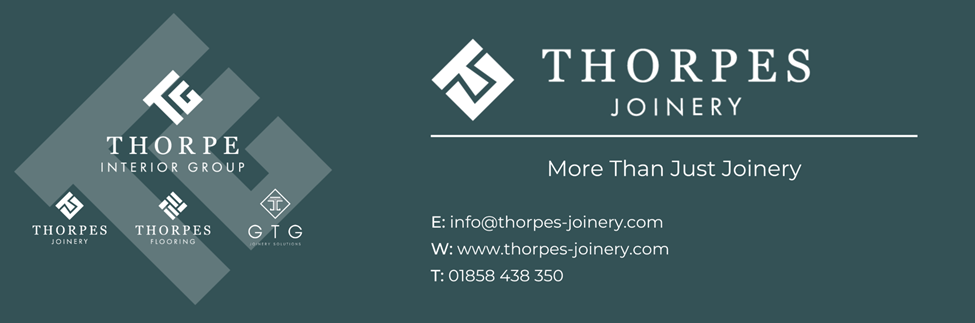 THORPE
INTERIOR GROUP
THORPES
JOINERY
THORPES
FLOORING
GTG
JOINERY SOLUTIONS
THORPES
JOINERY
More Than Just Joinery
E: info@thorpes-joinery.com
W: www.thorpes-joinery.com
T: 01858 438 350